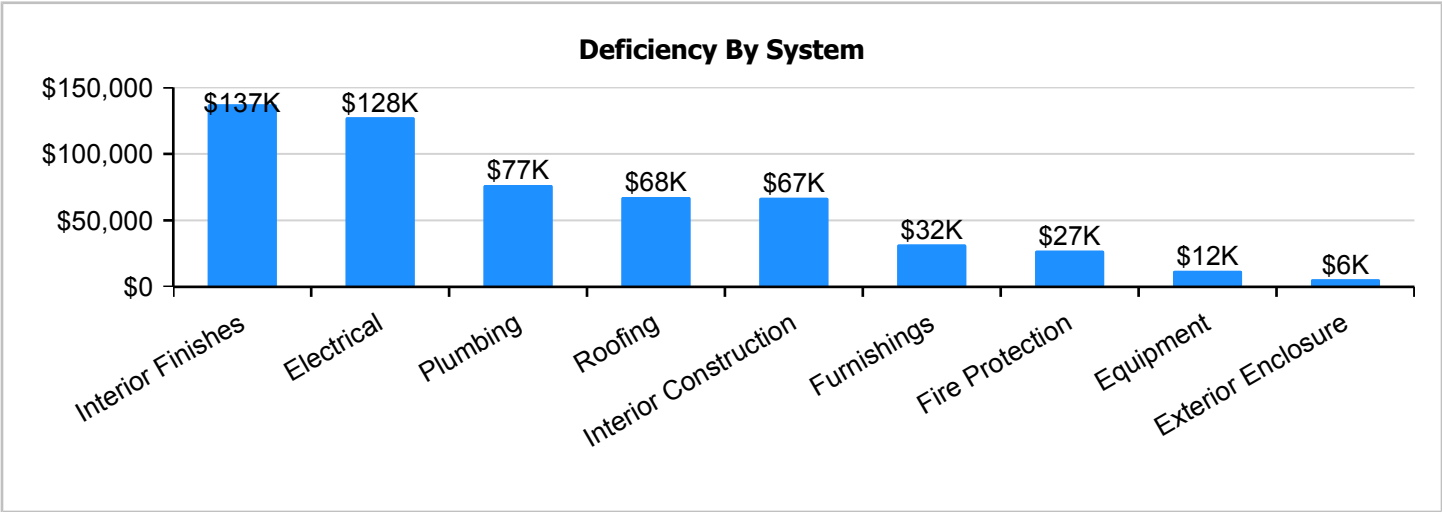 Deficiency By System
$150,000
$100,000
$50,000
$0
$137K
$128K
$77K
$68K
$67K
$32K
$27K
$12K
$6K
Interior Finishes
Electrical
Plumbing
Roofing
Interior Construction
Furnishings
Fire Protection
Equipment
Exterior Enclosure